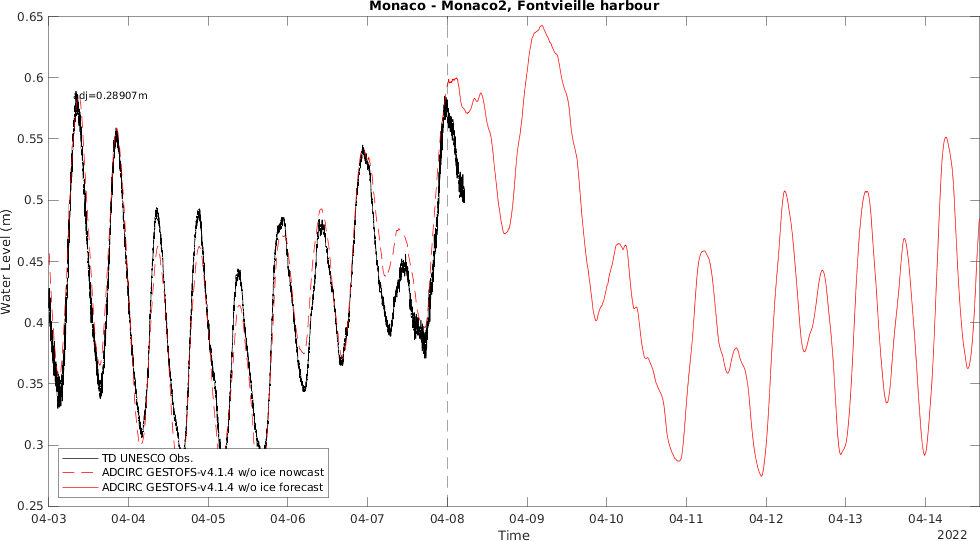 Monaco - Monaco2, Fontvieille harbour
0.65
0.6
0.55
0.5
0.45
0.4
0.35
0.3
0.25
Water Level (m)
adj=0.28907m
TD UNESCO Obs.
ADCIRC GESTOFS-v4.1.4 w/o ice nowcast
ADCIRC GESTOFS-v4.1.4 w/o ice forecast
04-03 04-04 04-05 04-06 04-07 04-08 04-09 04-10 04-11 04-12 04-13 04-14
Time
2022